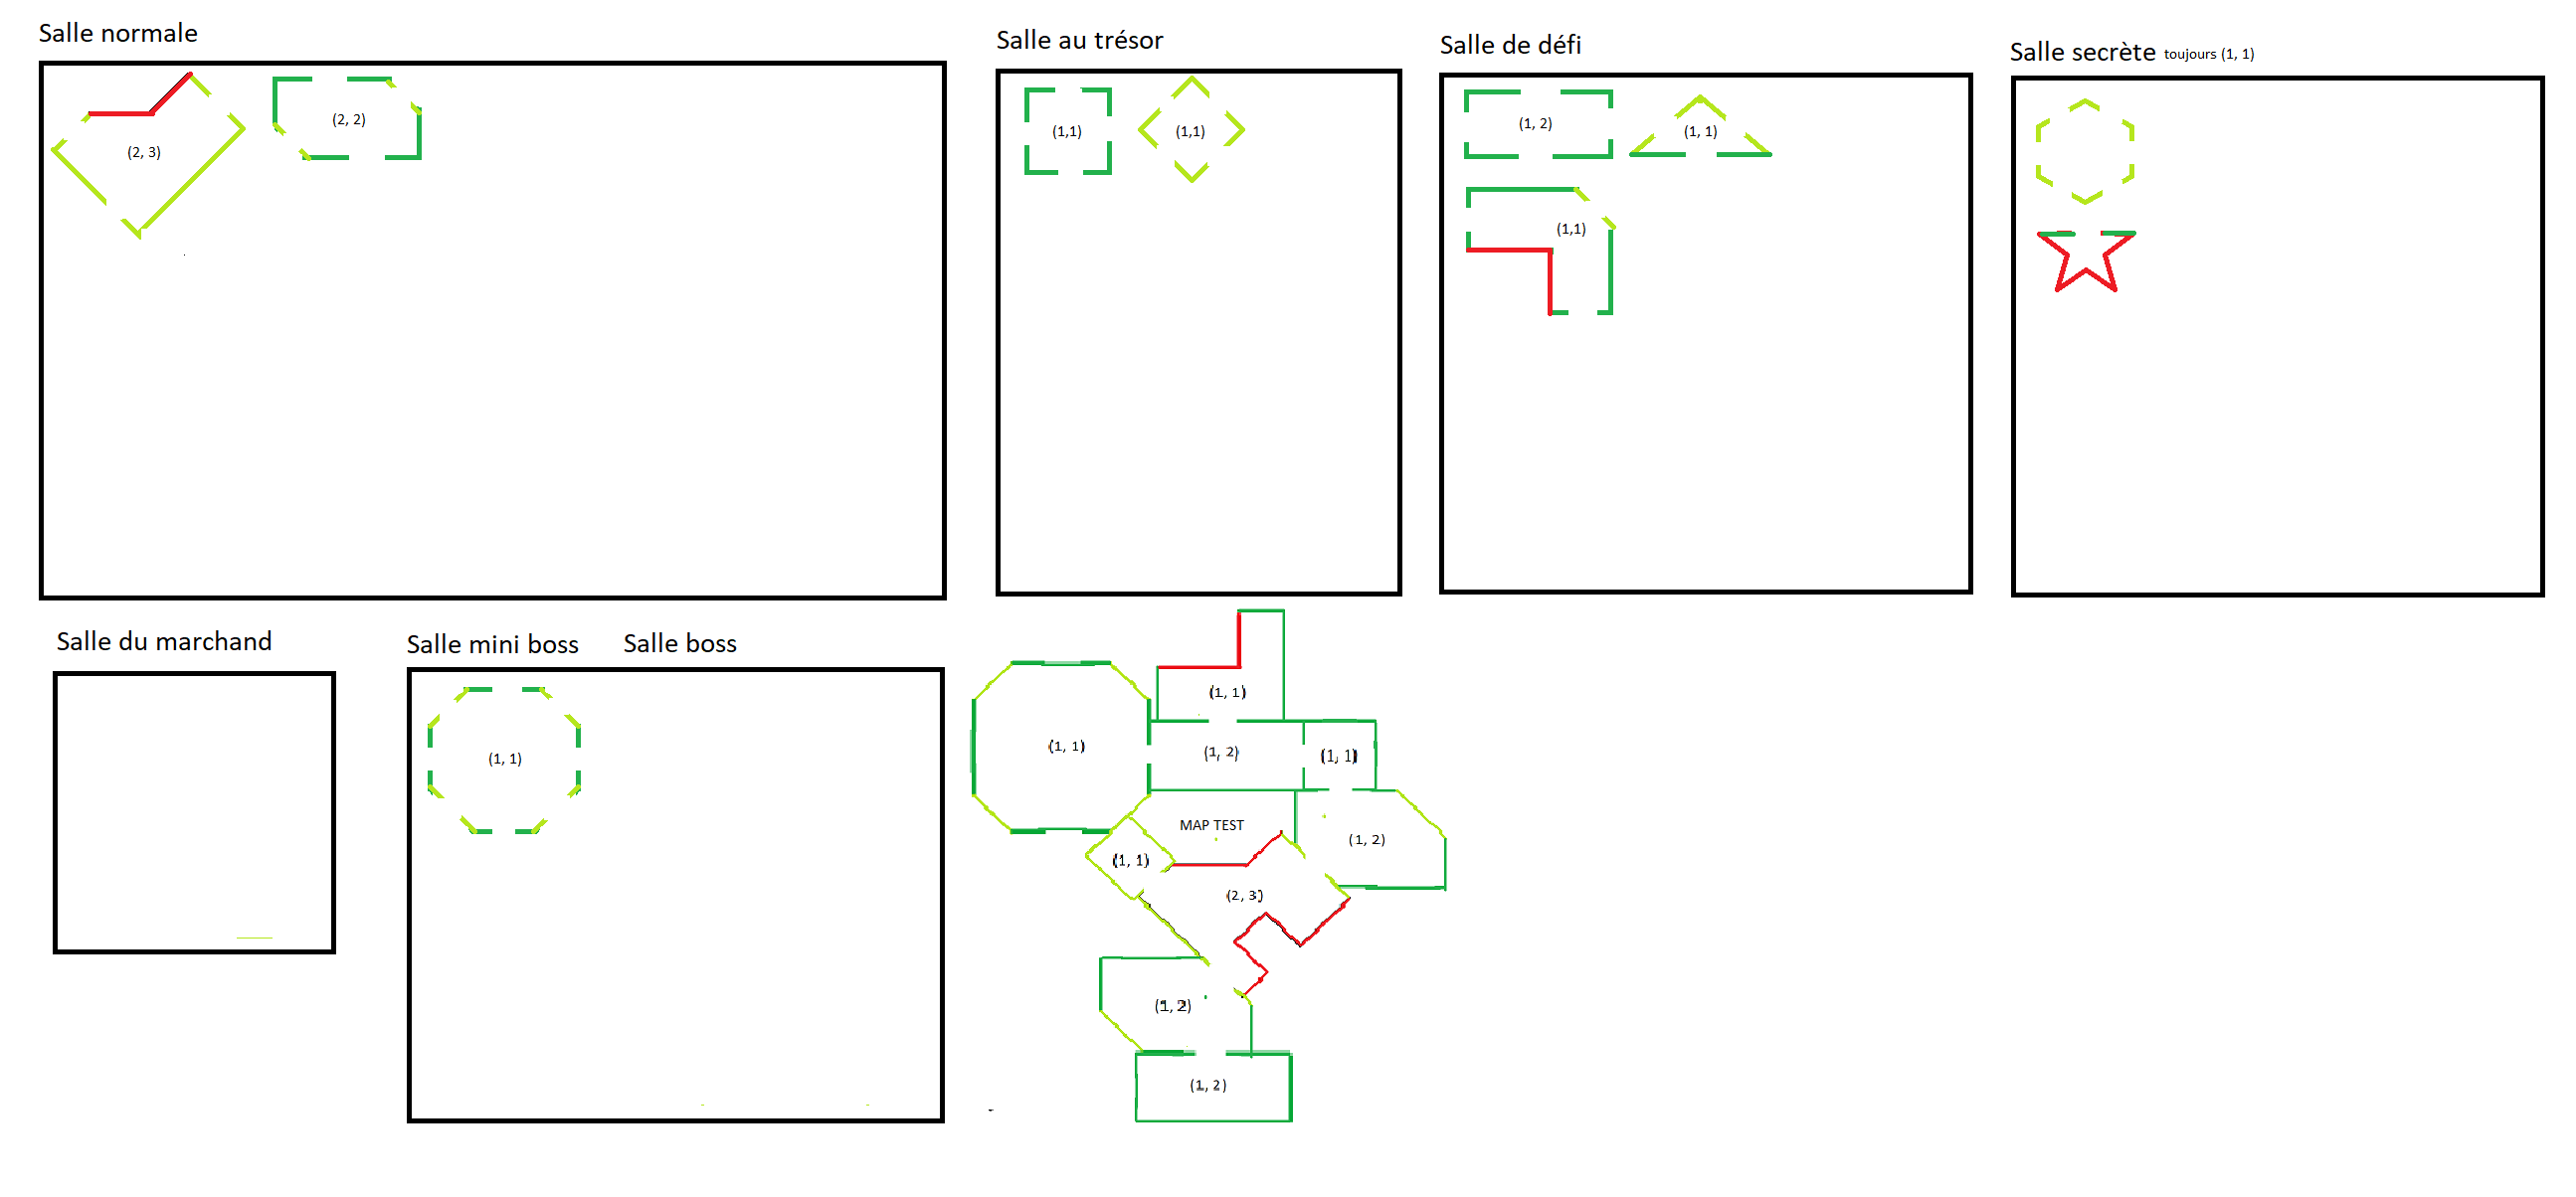 Salle normale
(2, 3)
(2, 2)
Salle au trésor
(1,1)
(1,1)
Salle de défi
(1, 2)
(1, 1)
(1,1)
Salle secrète toujours (1, 1)
Salle du marchand
Salle mini boss
(1, 1)
Salle boss
(1, 1)
(1, 1)
(1, 2)
(1, 1)
MAP TEST
(1, 2)
(1, 1)
(2, 3)
(1, 2)
(1, 2)